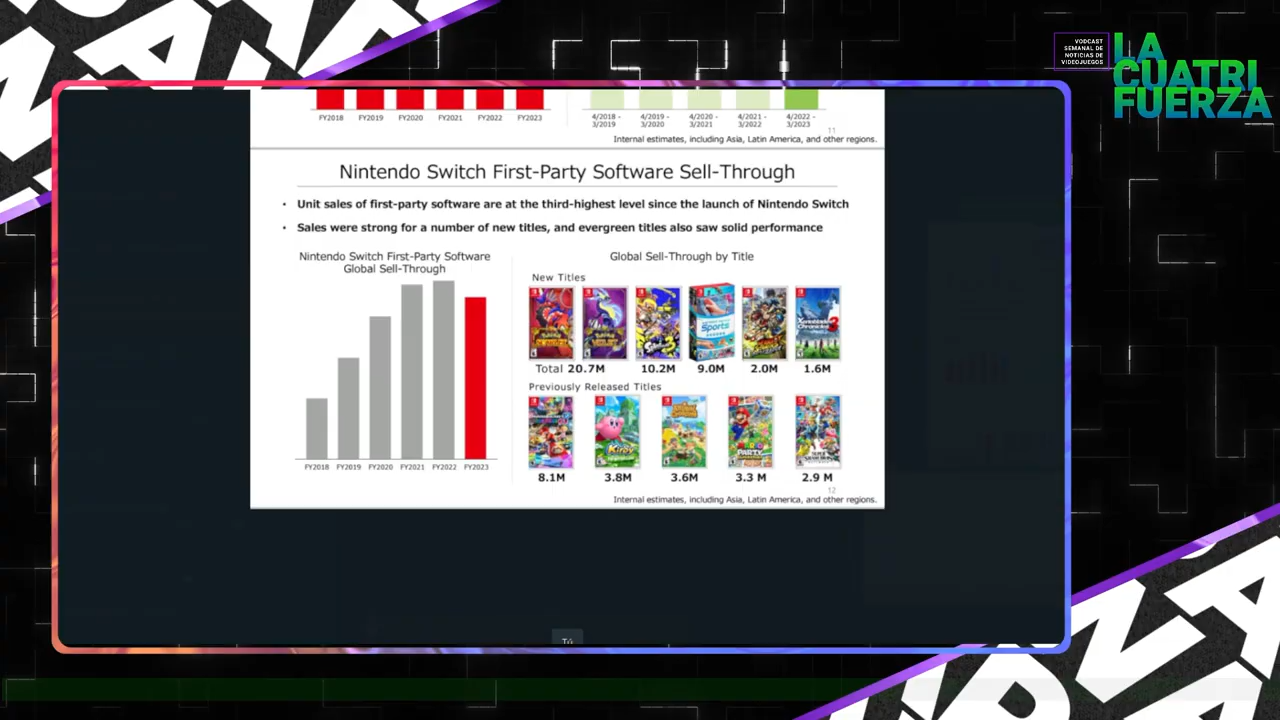 VODCAST
SEMANAL DE
NOTICIAS DE
VIDEOJUEGOS
LA
CUATRI
FUERZA
FY2018 FY2019 FY2020 FY2021 FY2022 FY2023
4/2018 - 3/2019
4/2019 - 3/2020
4/2020 - 3/2021
4/2021 - 3/2022
4/2022 - 3/2023
11
Internal estimates, including Asia, Latin America, and other regions.
Nintendo Switch First-Party Software Sell-Through
• Unit sales of first-party software are at the third-highest level since the launch of Nintendo Switch
• Sales were strong for a number of new titles, and evergreen titles also saw solid performance
Nintendo Switch First-Party Software
Global Sell-Through
FY2018 FY2019 FY2020 FY2021 FY2022 FY2023
Global Sell-Through by Title
New Titles
Sports
Total 20.7M 10.2M 9.0M 2.0M 1.6M
Previously Released Titles
Kirby
PARTY
8.1M 3.8M 3.6M 3.3 M 2.9 M
12
Internal estimates, including Asia, Latin America, and other regions.
Tú